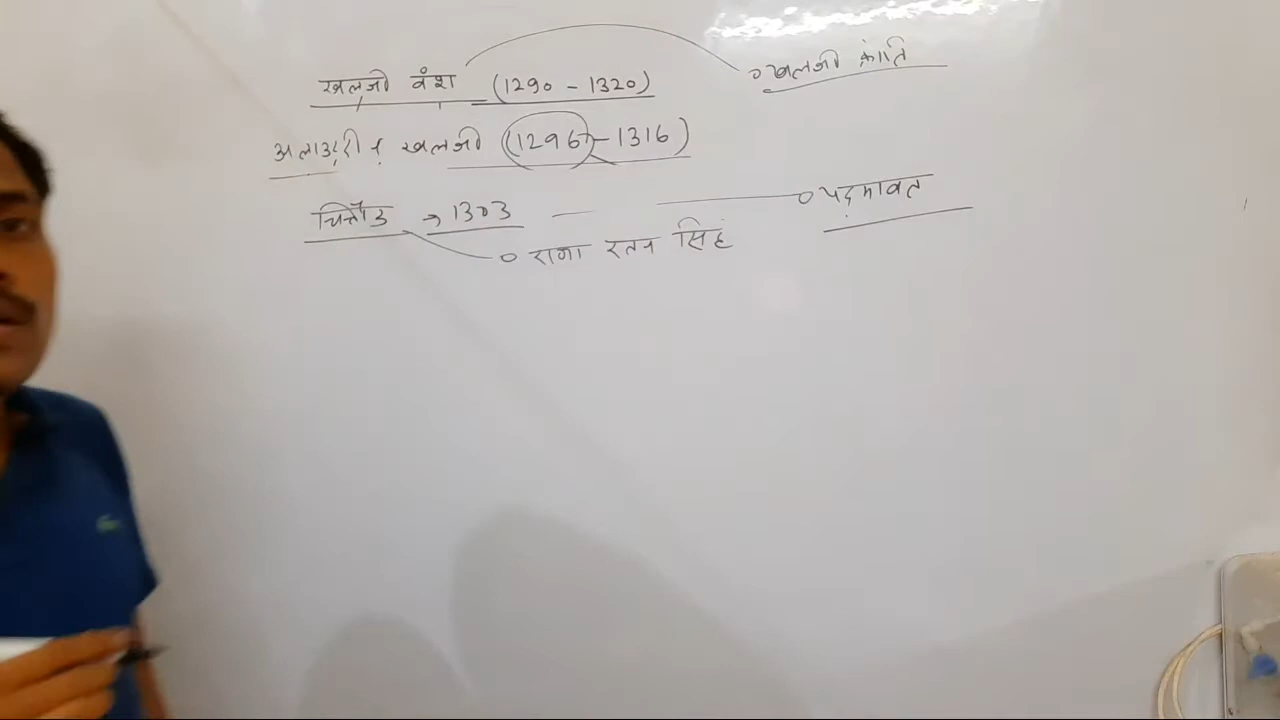 खलजी वंश (1290 - 1320)
खलजी क्रांति
अलाउद्दीन खलजी (1296 - 1316)
चित्तौड → 1303 — पद्मावत
राणा रतन सिंह